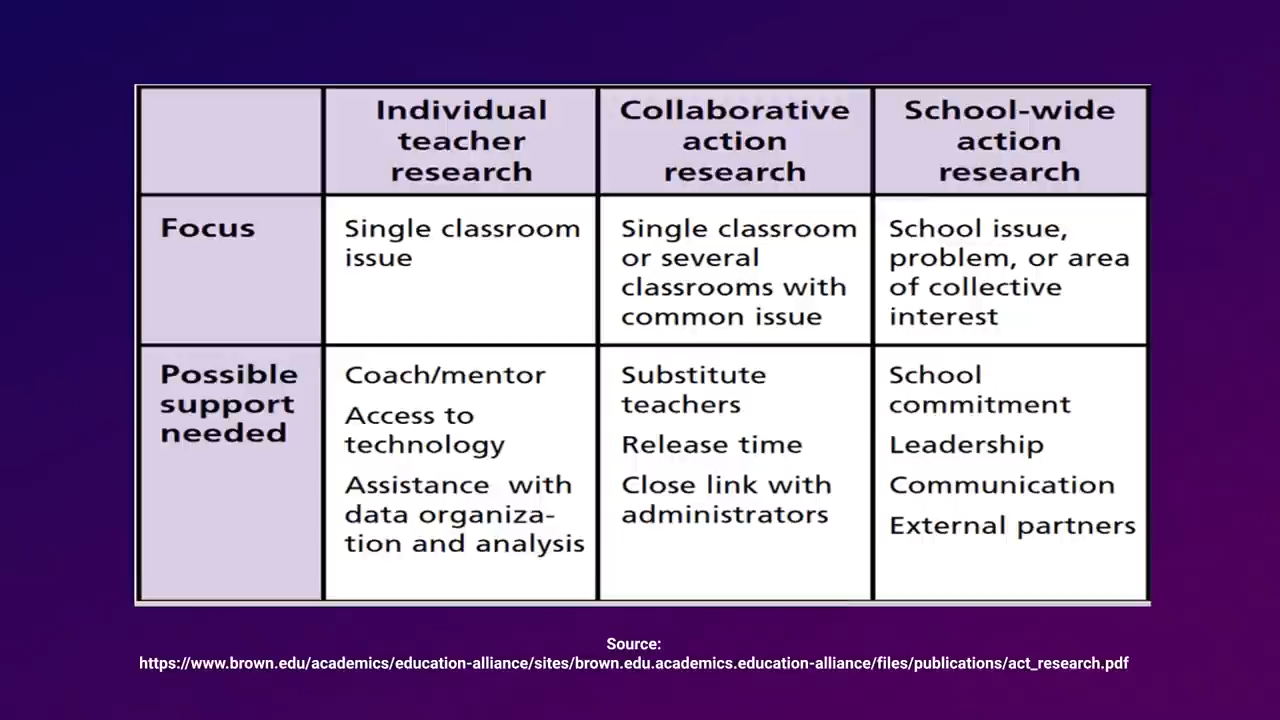 Individual
teacher
research
Collaborative
action
research
School-wide
action
research
Focus
Single classroom
issue
Single classroom
or several
classrooms with
common issue
School issue,
problem, or area
of collective
interest
Possible
support
needed
Coach/mentor
Access to
technology
Assistance with
data organiza-
tion and analysis
Substitute
teachers
Release time
Close link with
administrators
School
commitment
Leadership
Communication
External partners
Source:
https://www.brown.edu/academics/education-alliance/sites/brown.edu.academics.education-alliance/files/publications/act_research.pdf